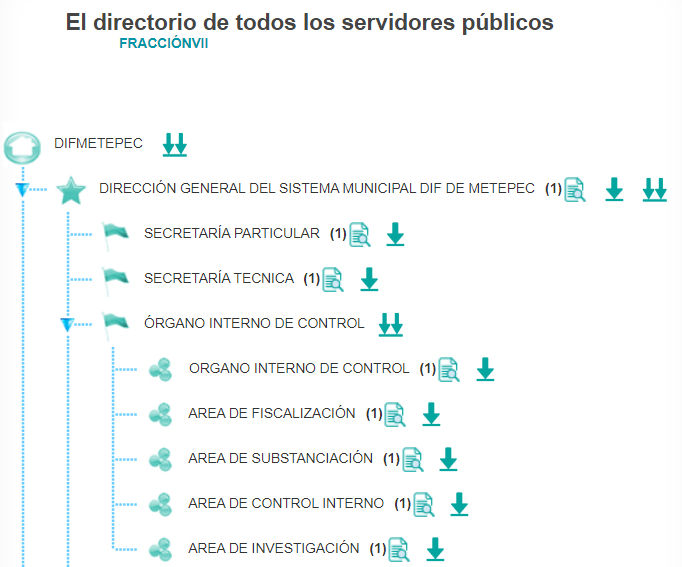 El directorio de todos los servidores públicos
FRACCIÓNVII
DIFMETEPEC
DIRECCIÓN GENERAL DEL SISTEMA MUNICIPAL DIF DE METEPEC (1)
SECRETARÍA PARTICULAR (1)
SECRETARÍA TECNICA (1)
ÓRGANO INTERNO DE CONTROL
ORGANO INTERNO DE CONTROL (1)
AREA DE FISCALIZACIÓN (1)
AREA DE SUBSTANCIACIÓN (1)
AREA DE CONTROL INTERNO (1)
AREA DE INVESTIGACIÓN (1)